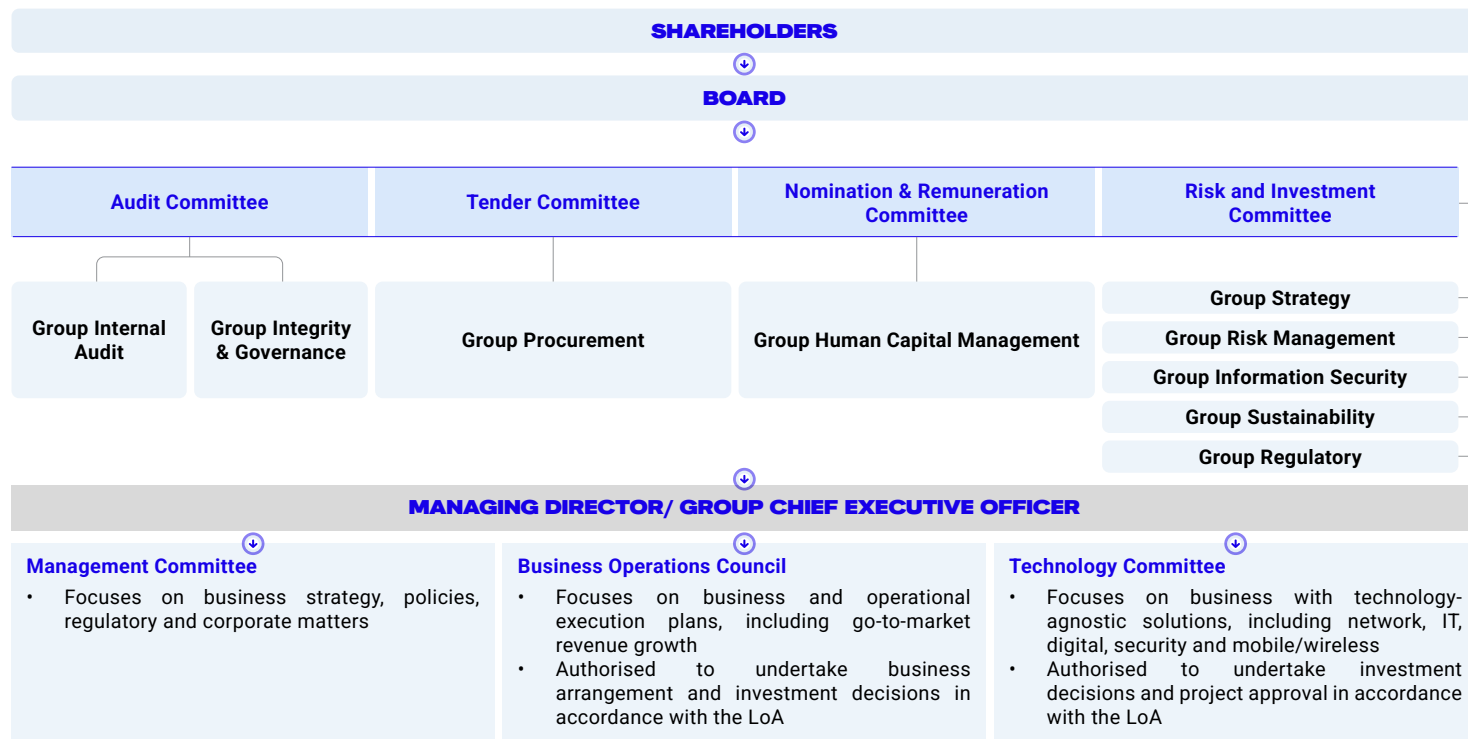 SHAREHOLDERS
BOARD
Audit Committee
Tender Committee
Nomination & Remuneration
Committee
Risk and Investment
Committee
Group Internal
Audit
Group Integrity
& Governance
Group Procurement
Group Human Capital Management
Group Strategy
Group Risk Management
Group Information Security
Group Sustainability
Group Regulatory
MANAGING DIRECTOR/ GROUP CHIEF EXECUTIVE OFFICER
Management Committee
• Focuses on business strategy, policies,
regulatory and corporate matters
Business Operations Council
• Focuses on business and operational
execution plans, including go-to-market
revenue growth
• Authorised to undertake business
arrangement and investment decisions in
accordance with the LoA
Technology Committee
• Focuses on business with technology-
agnostic solutions, including network, IT,
digital, security and mobile/wireless
• Authorised to undertake investment
decisions and project approval in accordance
with the LoA